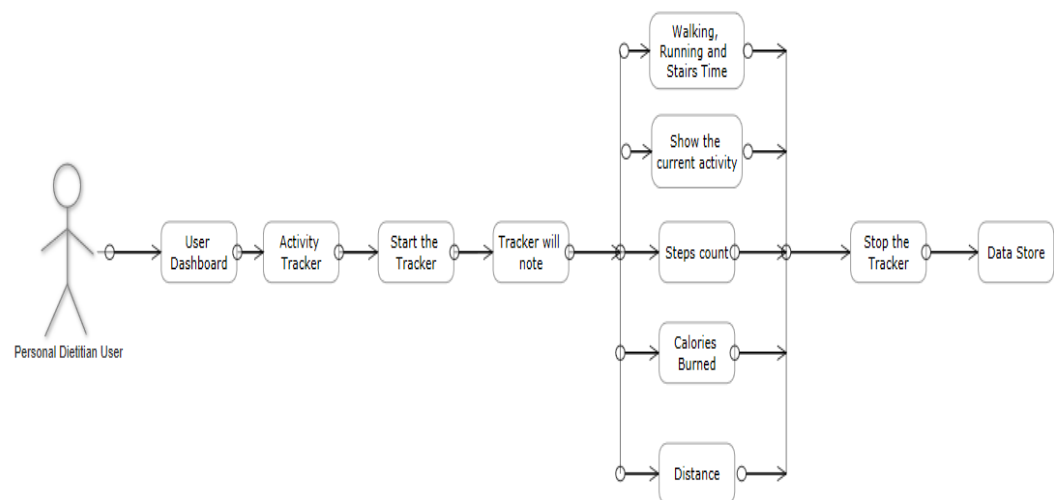 Personal Dietitian User
User
Dashboard
Activity
Tracker
Start the
Tracker
Tracker will
note
Walking,
Running and
Stairs Time
Show the
current activity
Steps count
Calories
Burned
Distance
Stop the
Tracker
Data Store